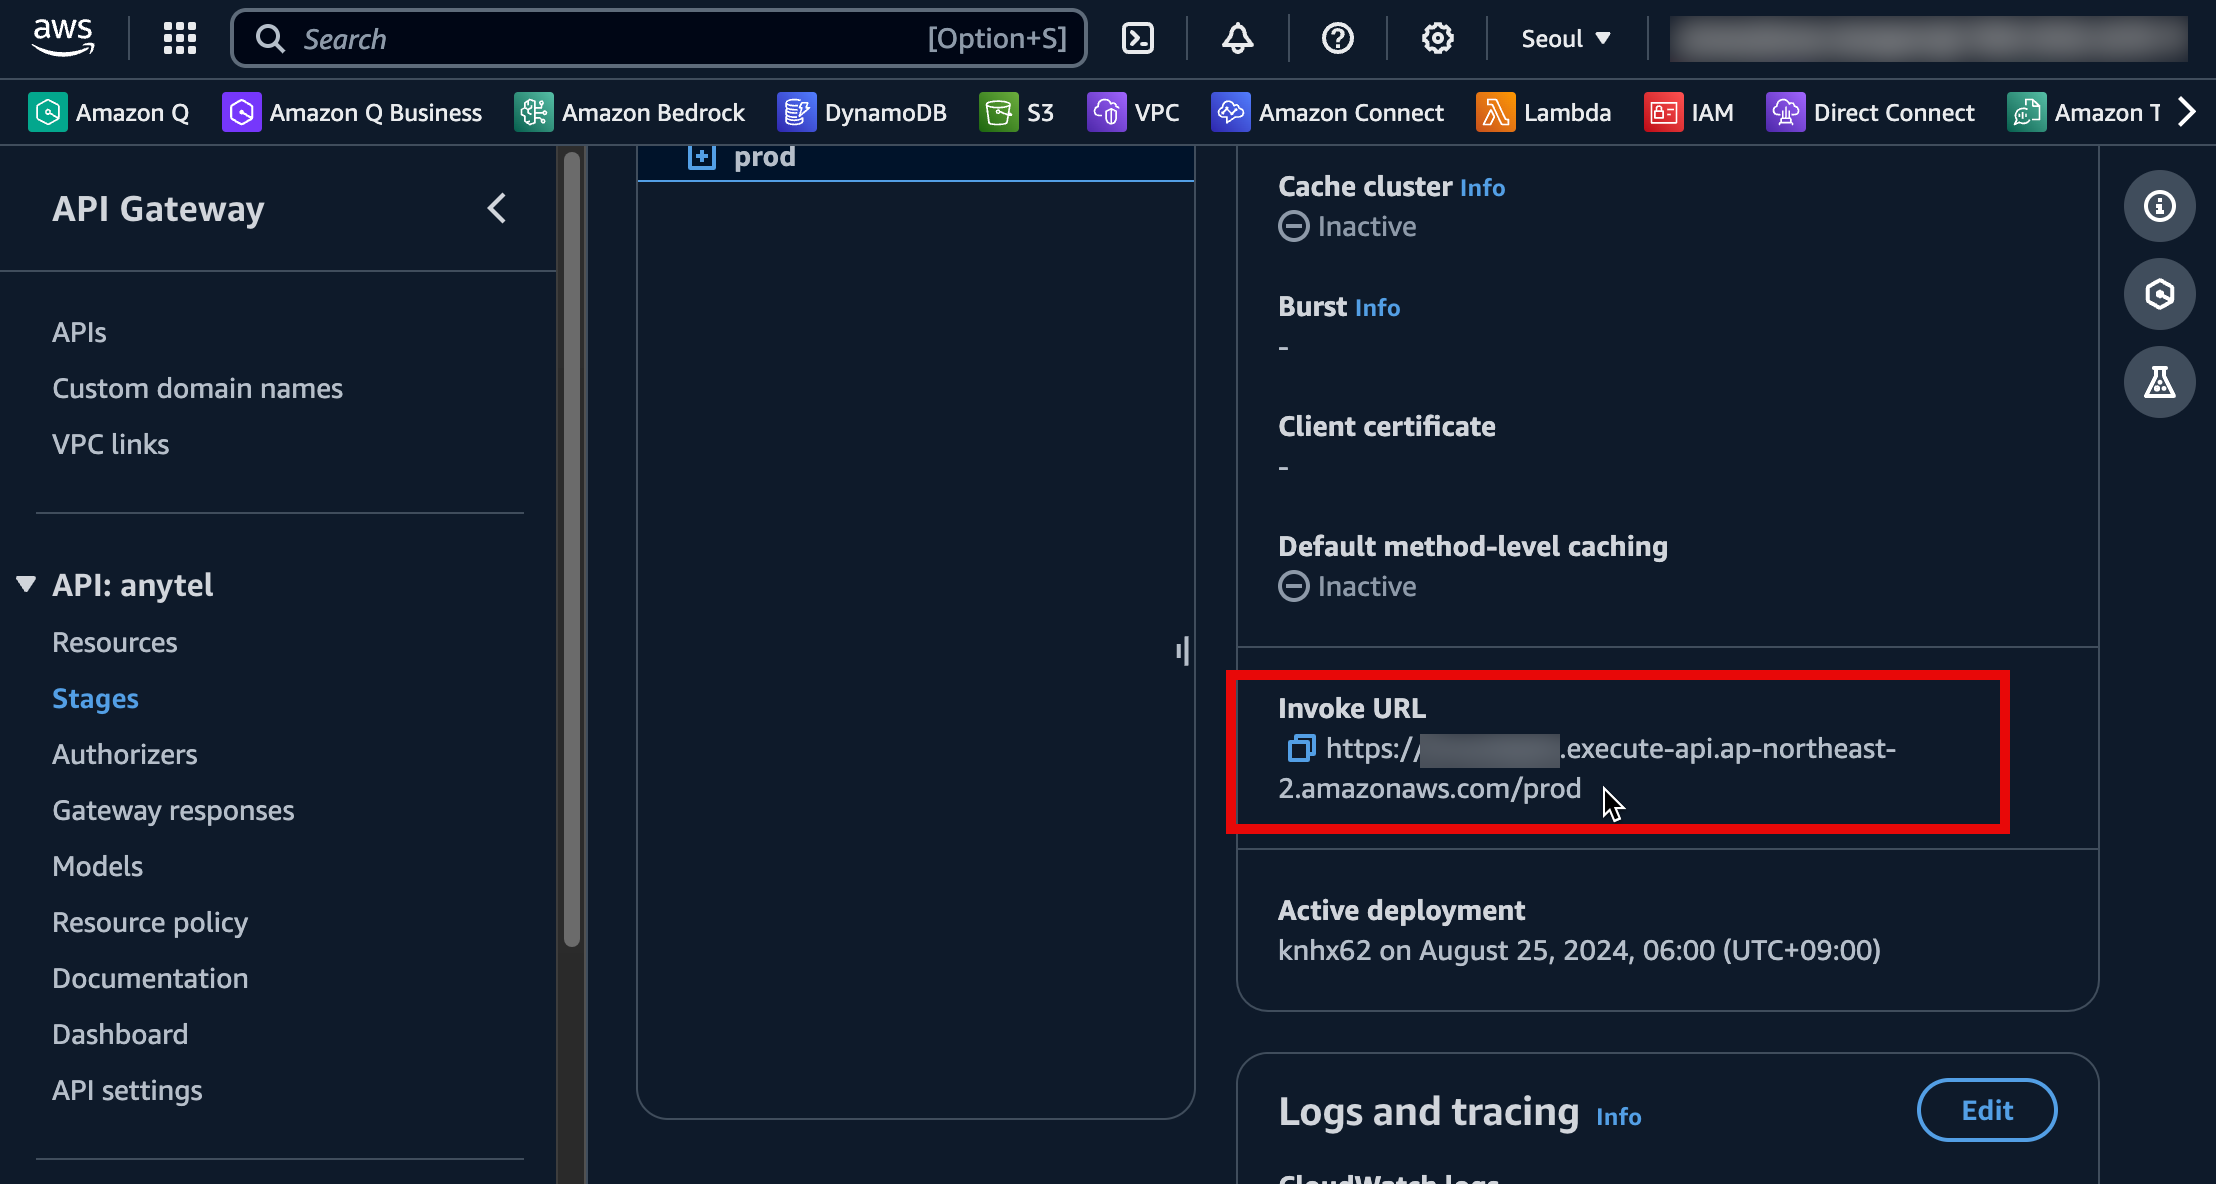 aws
Search
[Option+S]
Seoul
Amazon Q
Amazon Q Business
Amazon Bedrock
DynamoDB
S3
VPC
Amazon Connect
Lambda
IAM
Direct Connect
Amazon T
API Gateway
APIs
Custom domain names
VPC links
API: anytel
Resources
Stages
Authorizers
Gateway responses
Models
Resource policy
Documentation
Dashboard
API settings
prod
Cache cluster Info
Inactive
Burst Info
-
Client certificate
-
Default method-level caching
Inactive
Invoke URL
https:// .execute-api.ap-northeast-
2.amazonaws.com/prod
Active deployment
knhx62 on August 25, 2024, 06:00 (UTC+09:00)
Logs and tracing Info
Edit
CloudWatch logs